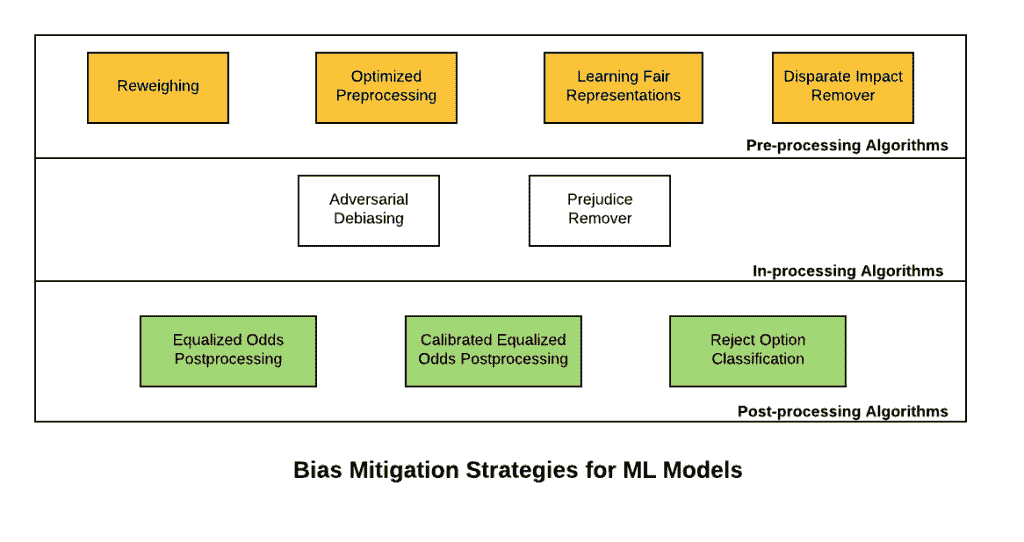 Reweighing
Optimized
Preprocessing
Learning Fair
Representations
Disparate Impact
Remover
Pre-processing Algorithms
Adversarial
Debiasing
Prejudice
Remover
In-processing Algorithms
Equalized Odds
Postprocessing
Calibrated Equalized
Odds Postprocessing
Reject Option
Classification
Post-processing Algorithms
Bias Mitigation Strategies for ML Models